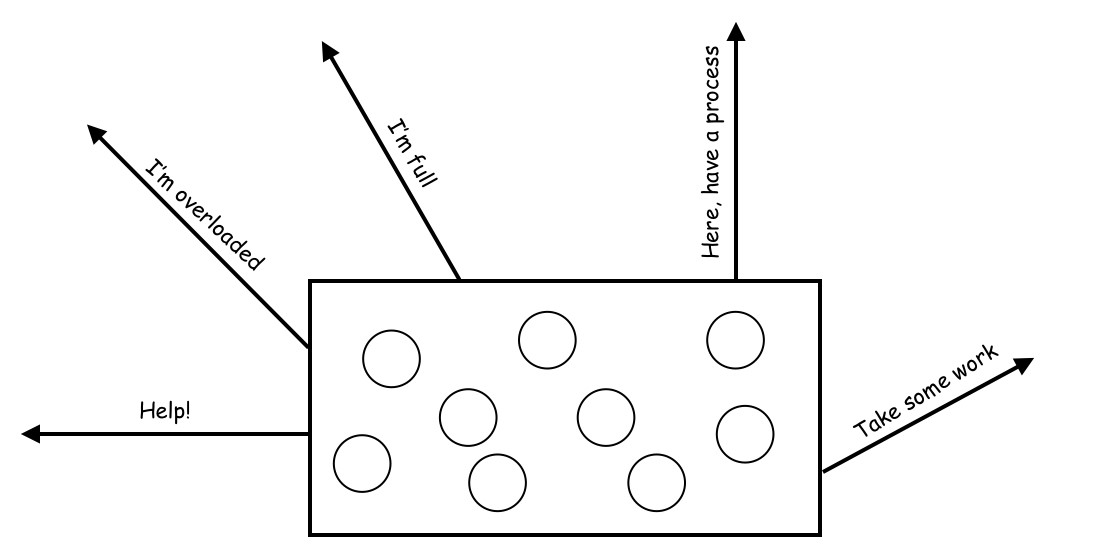 I'm full
Here, have a process
I'm overloaded
Take some work
Help!